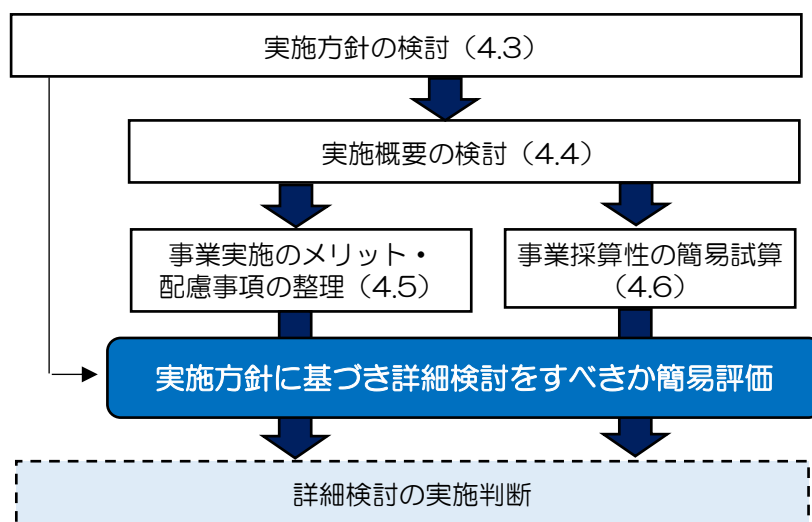 実施方針の検討（4.3）
実施概要の検討（4.4）
事業実施のメリット・
配慮事項の整理（4.5）
事業採算性の簡易試算
（4.6）
実施方針に基づき詳細検討をすべきか簡易評価
詳細検討の実施判断